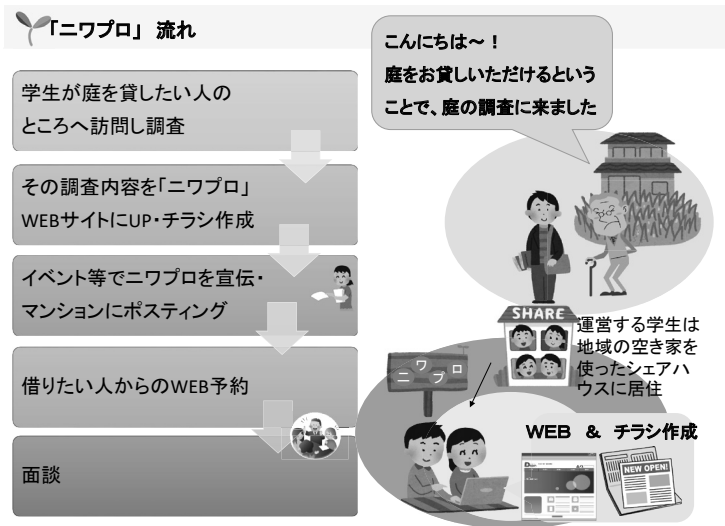 「ニワプロ」 流れ
学生が庭を貸したい人の
ところへ訪問し調査
その調査内容を「ニワプロ」
WEBサイトにUP・チラシ作成
イベント等でニワプロを宣伝・
マンションにポスティング
借りたい人からのWEB予約
面談
こんにちは～！
庭をお貸しいただけるという
ことで、庭の調査に来ました
SHARE
運営する学生は
地域の空き家を
使ったシェアハ
ウスに居住
ニワプロ
WEB & チラシ作成
NEW OPEN!